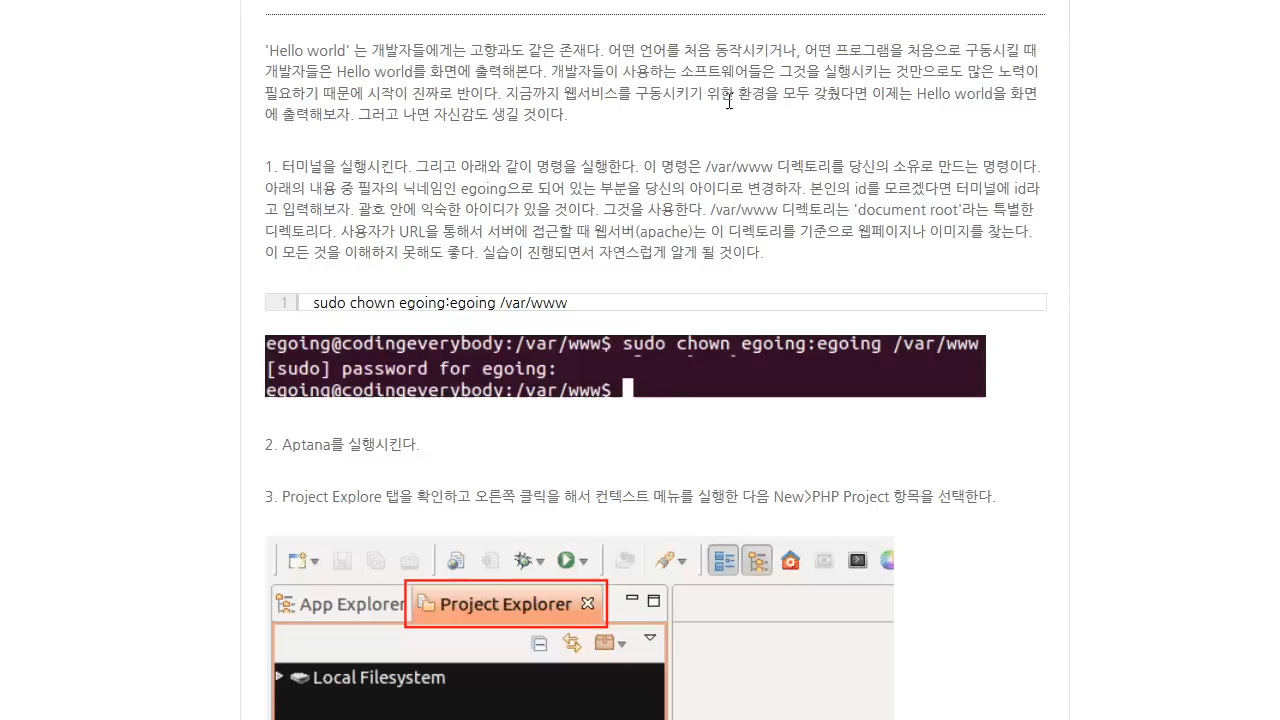 'Hello world' 는 개발자들에게는 고향과도 같은 존재다. 어떤 언어를 처음 동작시키거나, 어떤 프로그램을 처음으로 구동시킬 때
개발자들은 Hello world를 화면에 출력해본다. 개발자들이 사용하는 소프트웨어들은 그것을 실행시키는 것만으로도 많은 노력이
필요하기 때문에 시작이 진짜로 반이다. 지금까지 웹서비스를 구동시키기 위한 환경을 모두 갖췄다면 이제는 Hello world을 화면
에 출력해보자. 그러고 나면 자신감도 생길 것이다.
1. 터미널을 실행시킨다. 그리고 아래와 같이 명령을 실행한다. 이 명령은 /var/www 디렉토리를 당신의 소유로 만드는 명령이다.
아래의 내용 중 필자의 닉네임인 egoing으로 되어 있는 부분을 당신의 아이디로 변경하자. 본인의 id를 모르겠다면 터미널에 id라
고 입력해보자. 괄호 안에 익숙한 아이디가 있을 것이다. 그것을 사용한다. /var/www 디렉토리는 'document root'라는 특별한
디렉토리다. 사용자가 URL을 통해서 서버에 접근할 때 웹서버(apache)는 이 디렉토리를 기준으로 웹페이지나 이미지를 찾는다.
이 모든 것을 이해하지 못해도 좋다. 실습이 진행되면서 자연스럽게 알게 될 것이다.
1 sudo chown egoing:egoing /var/www
egoing@codingeverybody:/var/www$ sudo chown egoing:egoing /var/www
[sudo] password for egoing:
egoing@codingeverybody:/var/www$
2. Aptana를 실행시킨다.
3. Project Explore 탭을 확인하고 오른쪽 클릭을 해서 컨텍스트 메뉴를 실행한 다음 New>PHP Project 항목을 선택한다.
App Explorer Project Explorer
Local Filesystem